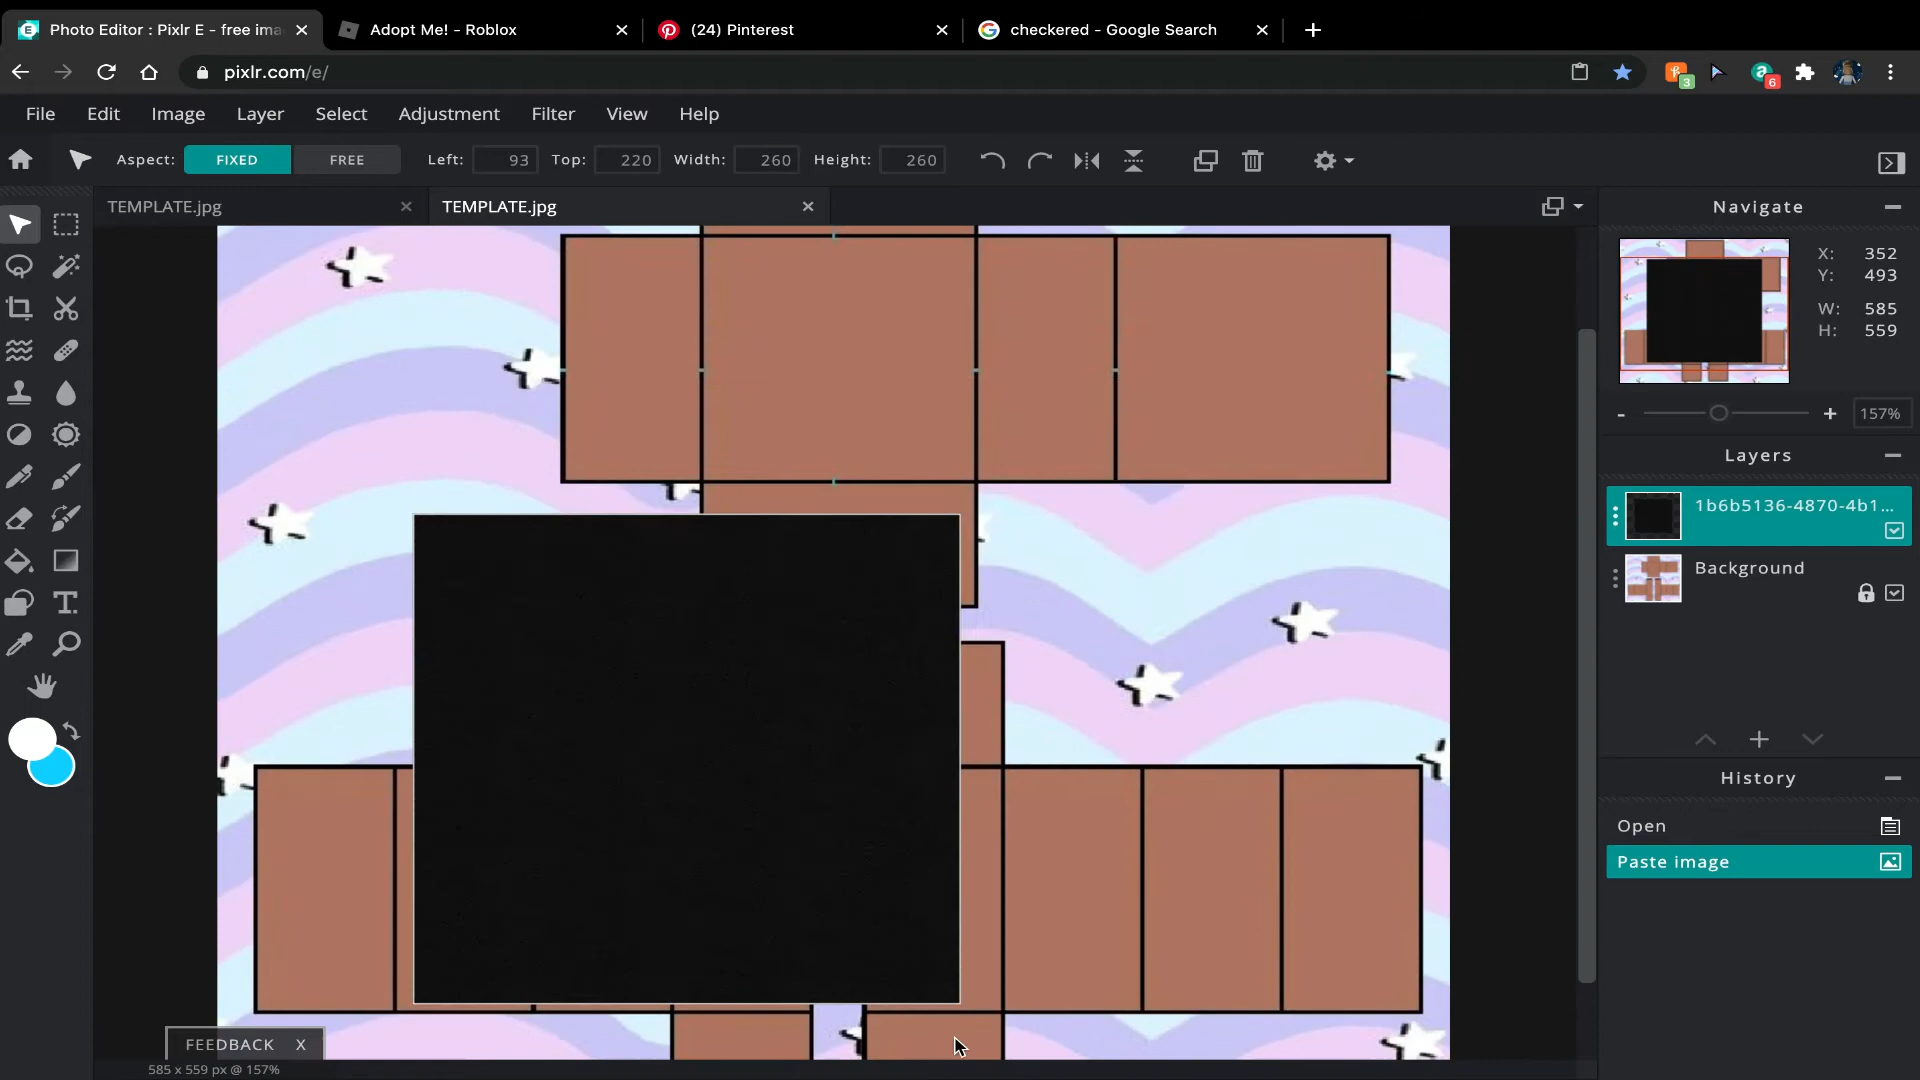 Photo Editor : Pixlr E - free ima
Adopt Me! - Roblox
(24) Pinterest
checkered - Google Search
pixlr.com/e/
3
6
File Edit Image Layer Select Adjustment Filter View Help
Aspect: FIXED FREE Left: 93 Top: 220 Width: 260 Height: 260
TEMPLATE.jpg
TEMPLATE.jpg
Navigate
X: 352
Y: 493
W: 585
H: 559
- + 157%
Layers
1b6b5136-4870-4b1...
Background
History
Open
Paste image
FEEDBACK X
585 x 559 px @ 157%